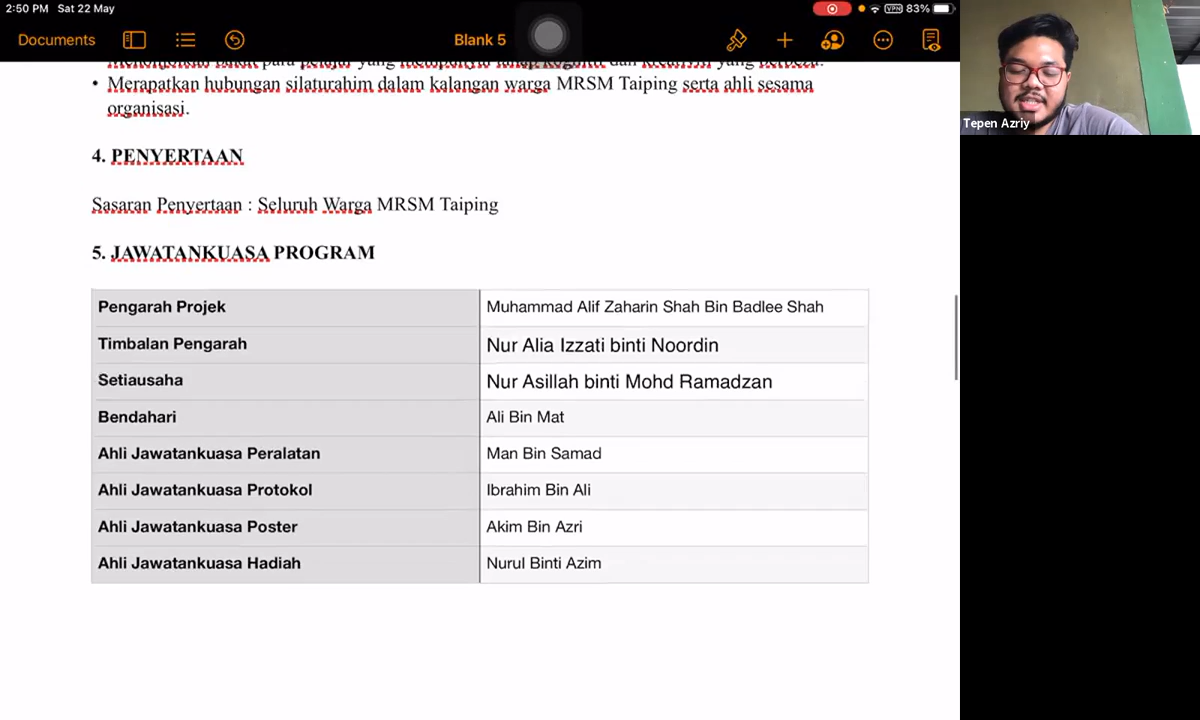 2:50 PM Sat 22 May
VPN 83%
Documents
Blank 5
• Merapatkan hubungan silaturahim dalam kalangan warga MRSM Taiping serta ahli sesama
organisasi.
4. PENYERTAAN
Sasaran Penyertaan : Seluruh Warga MRSM Taiping
5. JAWATANKUASA PROGRAM
Pengarah Projek Muhammad Alif Zaharin Shah Bin Badlee Shah
Timbalan Pengarah Nur Alia Izzati binti Noordin
Setiausaha Nur Asillah binti Mohd Ramadzan
Bendahari Ali Bin Mat
Ahli Jawatankuasa Peralatan Man Bin Samad
Ahli Jawatankuasa Protokol Ibrahim Bin Ali
Ahli Jawatankuasa Poster Akim Bin Azri
Ahli Jawatankuasa Hadiah Nurul Binti Azim
Tepen Azriy